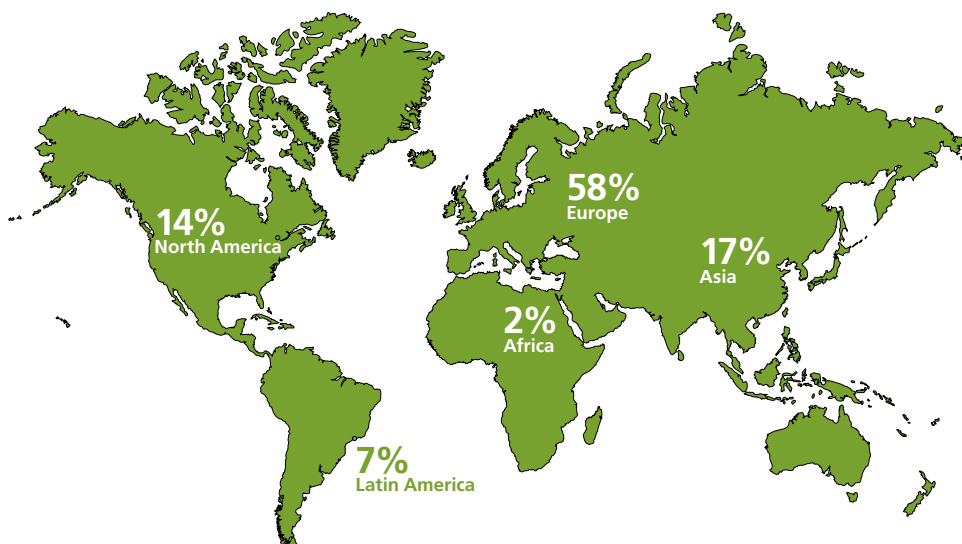 58%
Europe
14%
North America
17%
Asia
2%
Africa
7%
Latin America